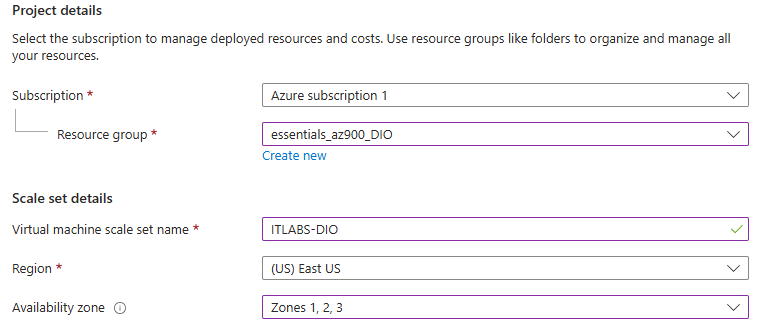 Project details
Select the subscription to manage deployed resources and costs. Use resource groups like folders to organize and manage all
your resources.
Subscription *
Azure subscription 1
Resource group *
essentials_az900_DIO
Create new
Scale set details
Virtual machine scale set name *
ITLABS-DIO
Region *
(US) East US
Availability zone
Zones 1, 2, 3